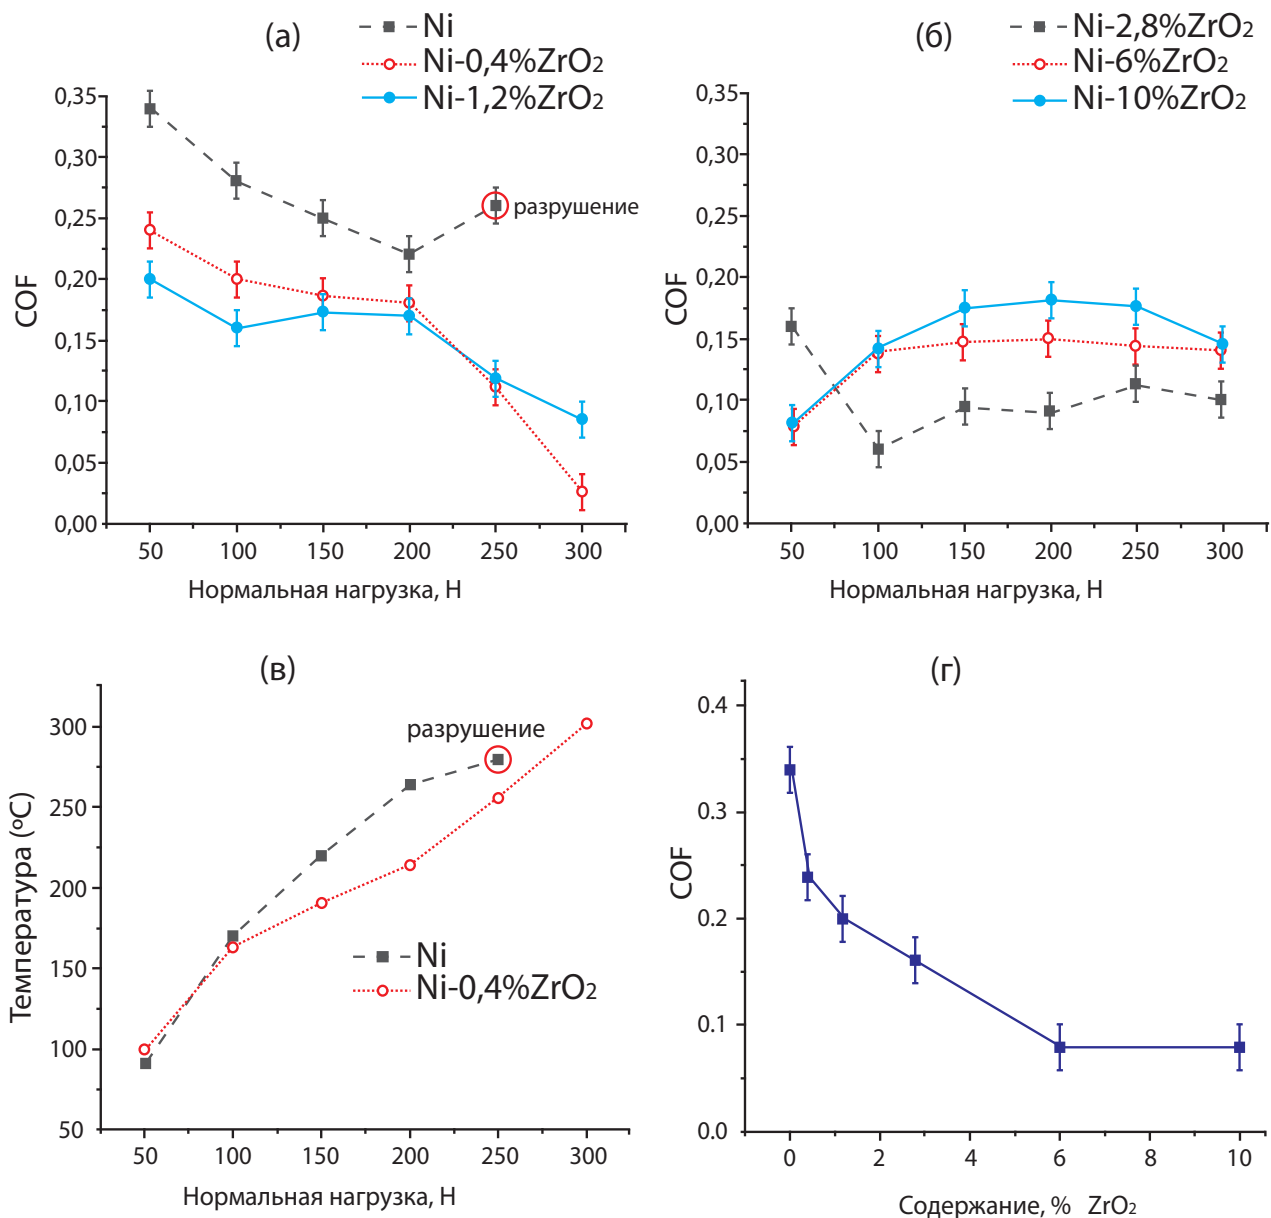 (а)
Ni
Ni-0,4%ZrO2
Ni-1,2%ZrO2
0,35
0,30
0,25
0,20
0,15
0,10
0,05
0,00
COF
разрушение
50 100 150 200 250 300
Нормальная нагрузка, Н
(б)
Ni-2,8%ZrO2
Ni-6%ZrO2
Ni-10%ZrO2
0,35
0,30
0,25
0,20
0,15
0,10
0,05
0,00
COF
50 100 150 200 250 300
Нормальная нагрузка, Н
(в)
300
250
200
150
100
50
Температура (ºС)
разрушение
Ni
Ni-0,4%ZrO2
50 100 150 200 250 300
Нормальная нагрузка, Н
(г)
0.4
0.3
0.2
0.1
0.0
COF
0 2 4 6 8 10
Содержание, % ZrO2